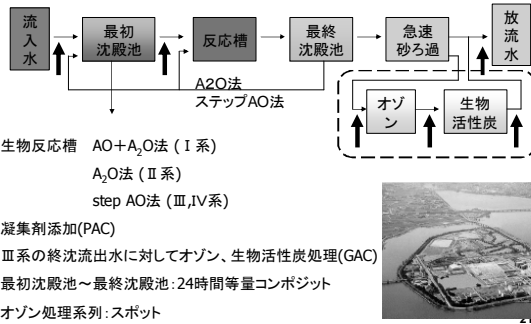 流入水
最初
沈殿池
反応槽
最終
沈殿池
急速
砂ろ過
放流水
A2O法
ステップAO法
オゾン
生物
活性炭
生物反応槽 AO+A₂O法 (Ⅰ系)
A₂O法 (Ⅱ系)
step AO法 (Ⅲ,Ⅳ系)
凝集剤添加(PAC)
Ⅲ系の終沈流出水に対してオゾン、生物活性炭処理(GAC)
最初沈殿池~最終沈殿池:24時間等量コンポジット
オゾン処理系列:スポット